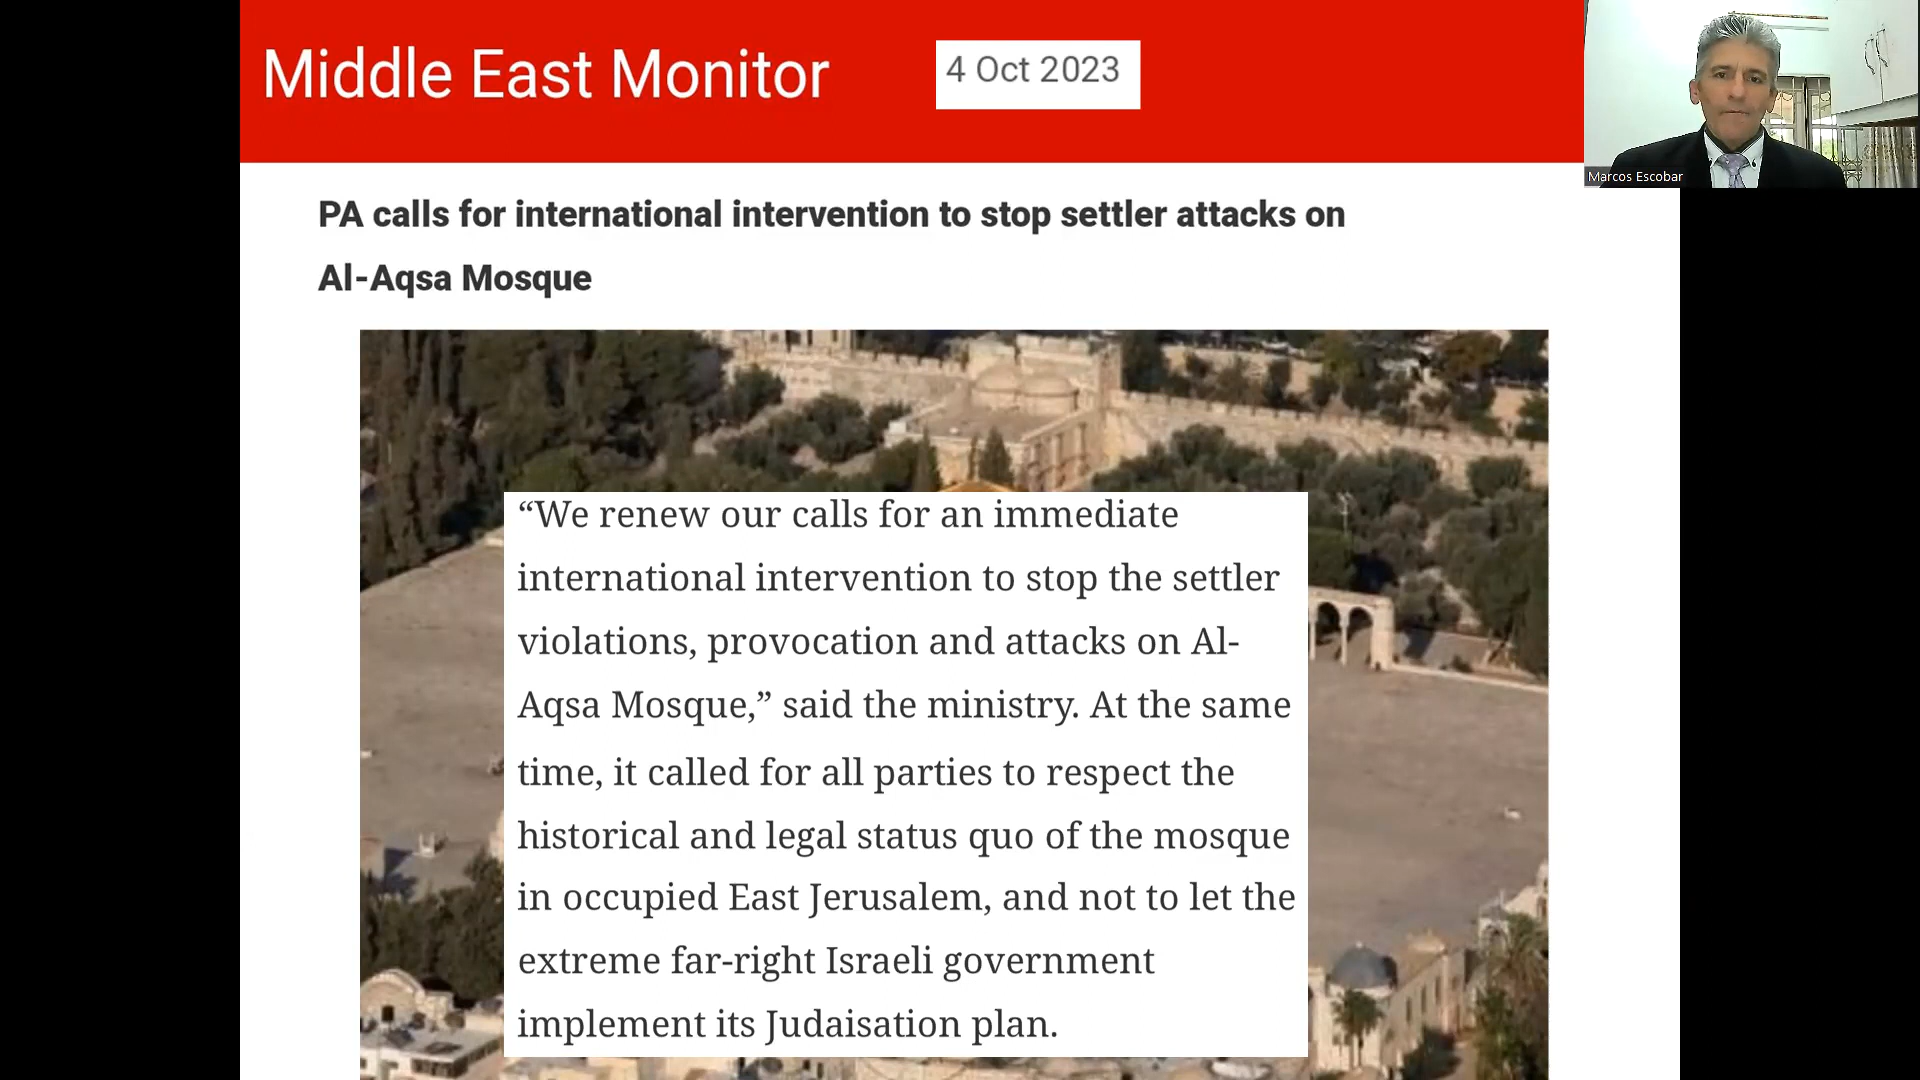 Middle East Monitor
4 Oct 2023
Marcos Escobar
PA calls for international intervention to stop settler attacks on
Al-Aqsa Mosque
“We renew our calls for an immediate
international intervention to stop the settler
violations, provocation and attacks on Al-
Aqsa Mosque,” said the ministry. At the same
time, it called for all parties to respect the
historical and legal status quo of the mosque
in occupied East Jerusalem, and not to let the
extreme far-right Israeli government
implement its Judaisation plan.